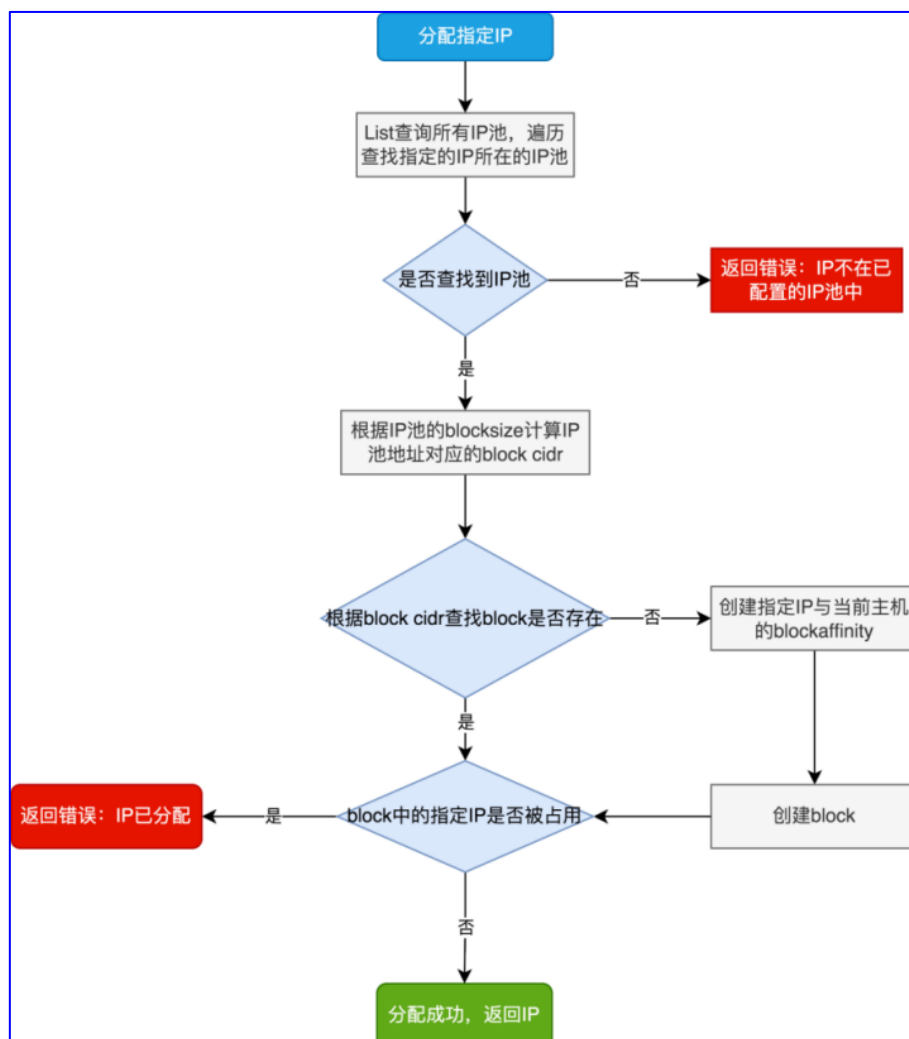 分配指定IP
List查询所有IP池，遍历
查找指定的IP所在的IP池
是否查找到IP池
否
返回错误：IP不在已
配置的IP池中
是
根据IP池的blocksize计算IP
池地址对应的block cidr
根据block cidr查找block是否存在
否
创建指定IP与当前主机
的blockaffinity
是
返回错误：IP已分配
是
block中的指定IP是否被占用
创建block
否
分配成功，返回IP